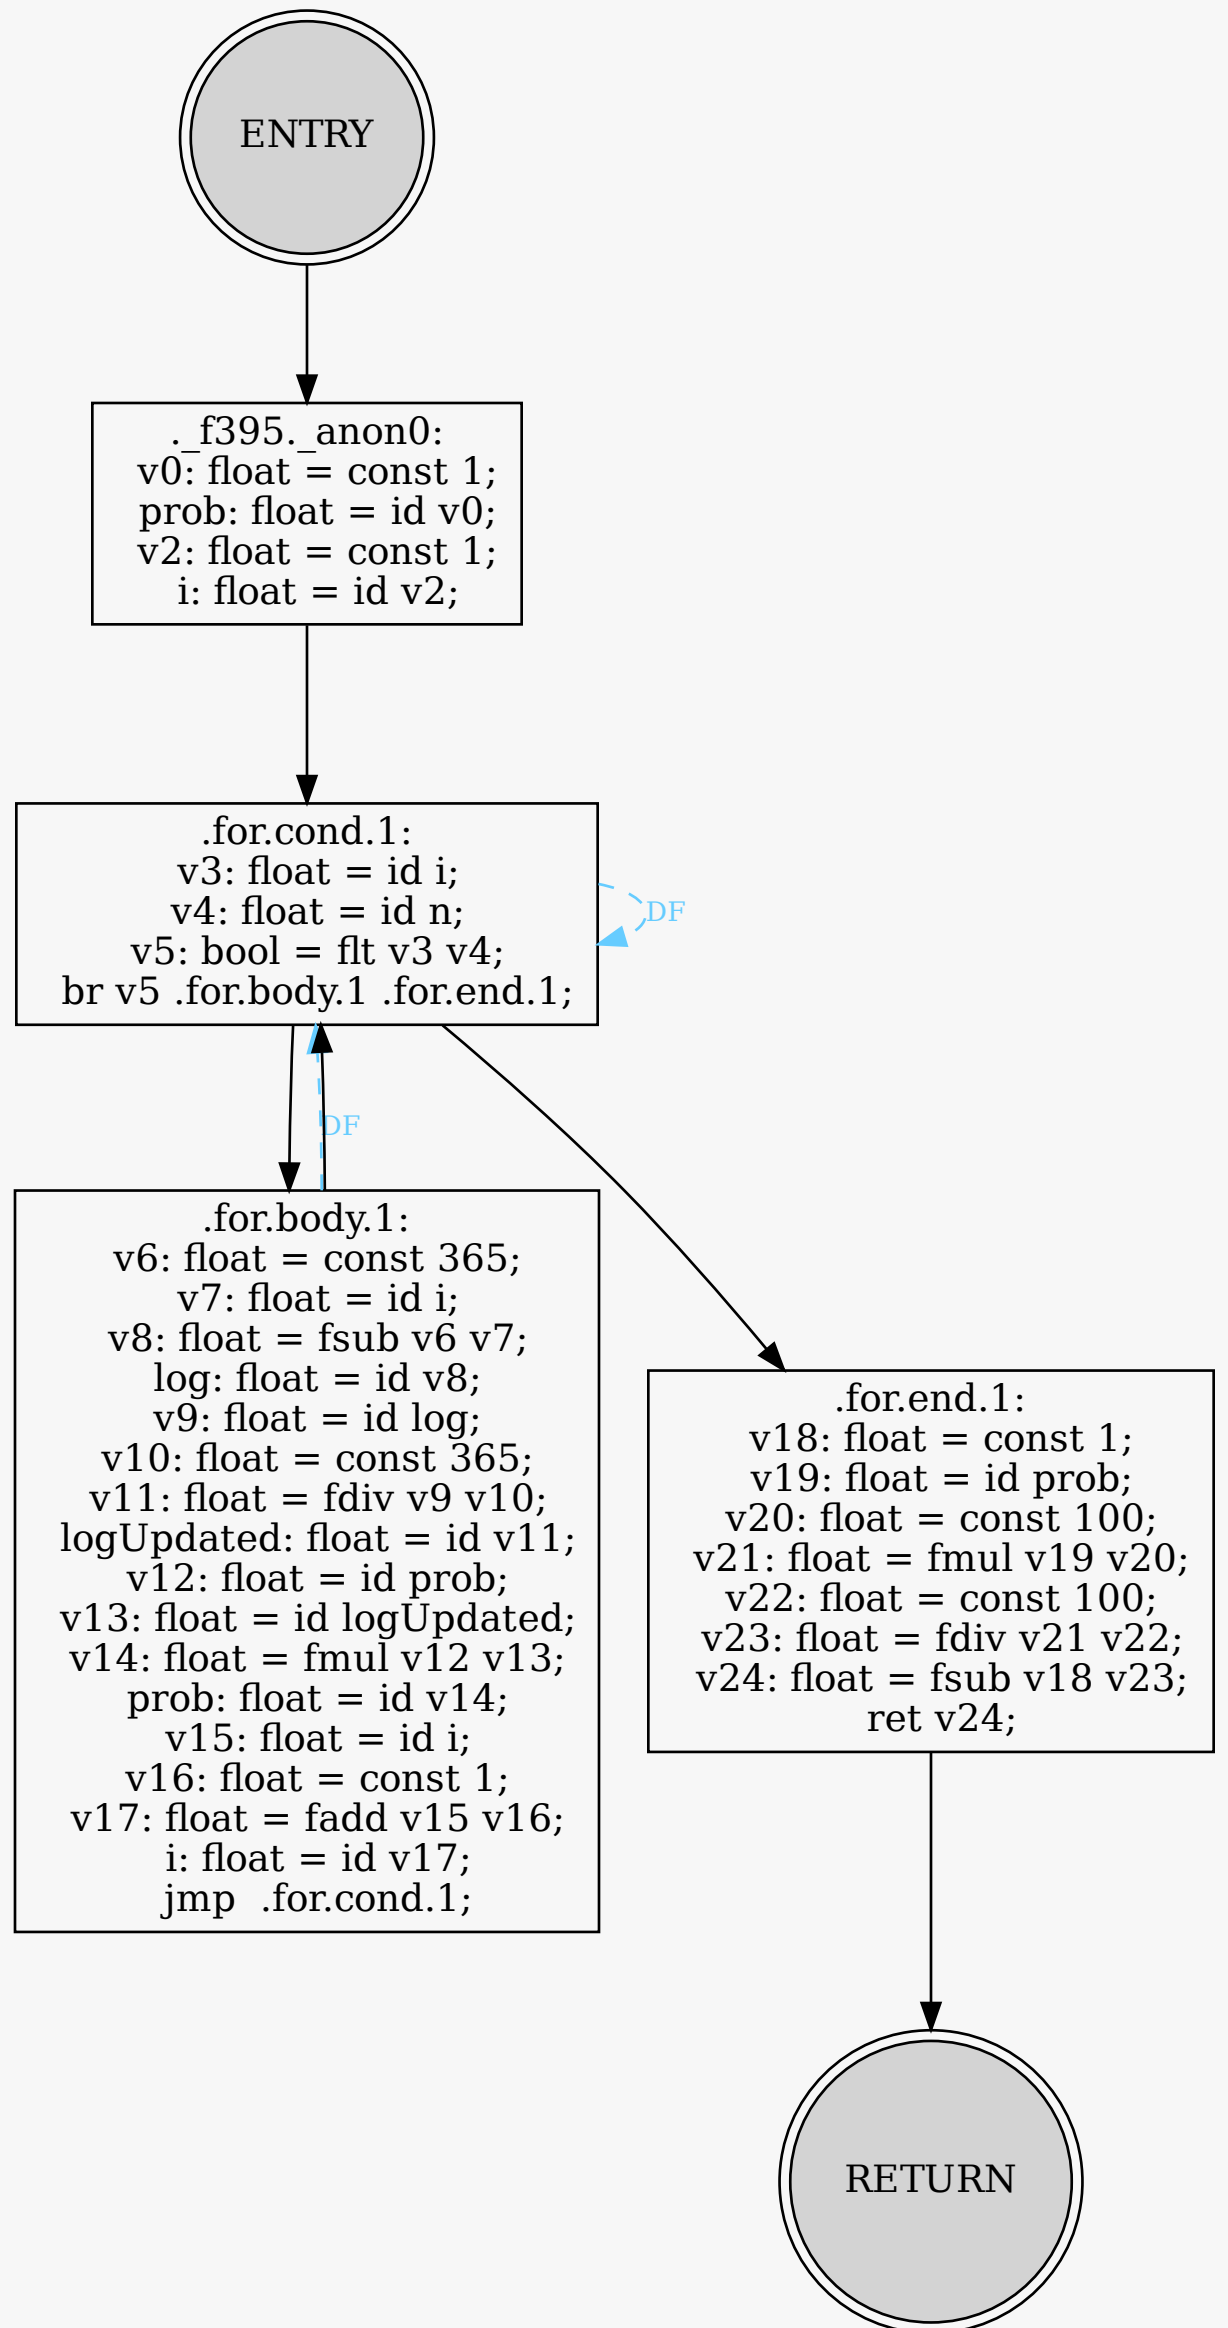 ENTRY
._f395._anon0:
v0: float = const 1;
prob: float = id v0;
v2: float = const 1;
i: float = id v2;
.for.cond.1:
v3: float = id i;
v4: float = id n;
v5: bool = flt v3 v4;
br v5 .for.body.1 .for.end.1;
DF
DF
.for.body.1:
v6: float = const 365;
v7: float = id i;
v8: float = fsub v6 v7;
log: float = id v8;
v9: float = id log;
v10: float = const 365;
v11: float = fdiv v9 v10;
logUpdated: float = id v11;
v12: float = id prob;
v13: float = id logUpdated;
v14: float = fmul v12 v13;
prob: float = id v14;
v15: float = id i;
v16: float = const 1;
v17: float = fadd v15 v16;
i: float = id v17;
jmp  .for.cond.1;
.for.end.1:
v18: float = const 1;
v19: float = id prob;
v20: float = const 100;
v21: float = fmul v19 v20;
v22: float = const 100;
v23: float = fdiv v21 v22;
v24: float = fsub v18 v23;
ret v24;
RETURN